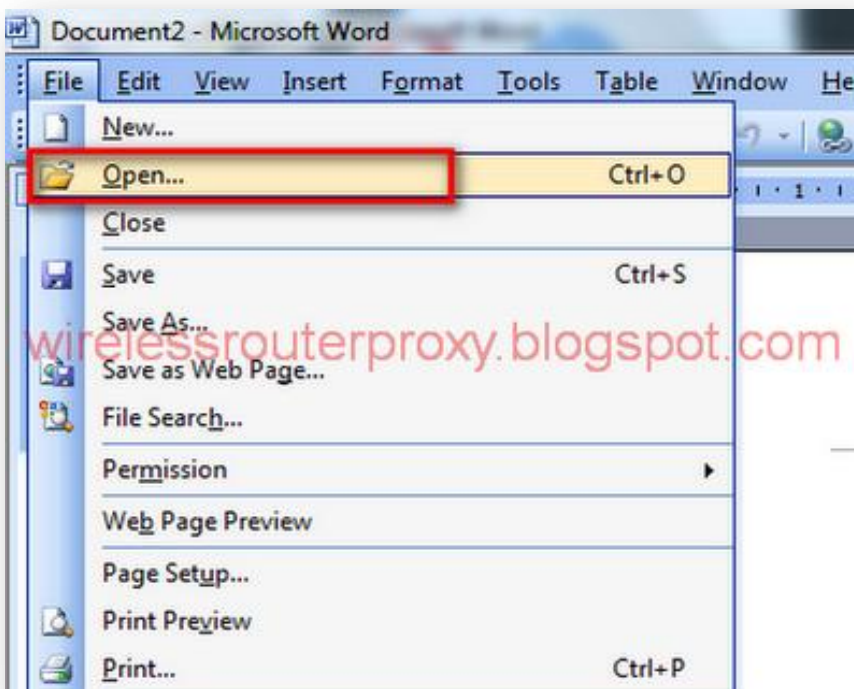 Document2 - Microsoft Word
File Edit View Insert Format Tools Table Window He
New...
Open... Ctrl+O
1
Close
Save Ctrl+S
Save As...
wirelessrouterproxy.blogspot.com
Save as Web Page...
File Search...
Permission
Web Page Preview
Page Setup...
Print Preview
Print... Ctrl+P